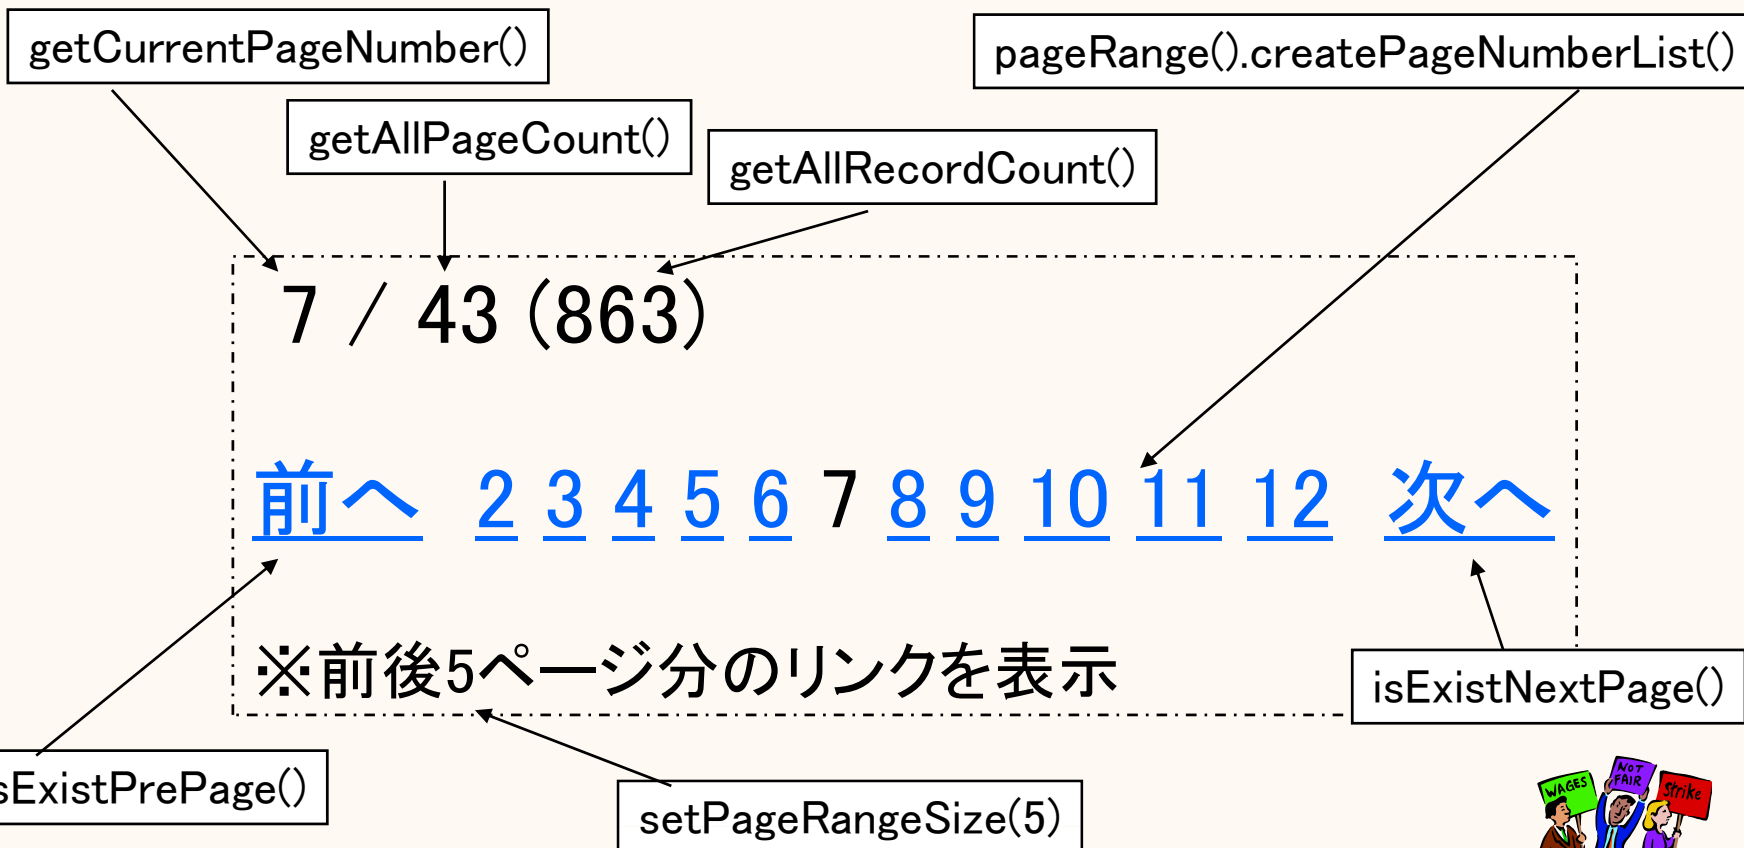 getCurrentPageNumber()
pageRange().createPageNumberList()
getAllPageCount()
getAllRecordCount()
7 / 43 (863)
前へ 2 3 4 5 6 7 8 9 10 11 12 次へ
※前後5ページ分のリンクを表示
isExistNextPage()
sExistPrePage()
setPageRangeSize(5)
WAGES
NOT FAIR
Strike